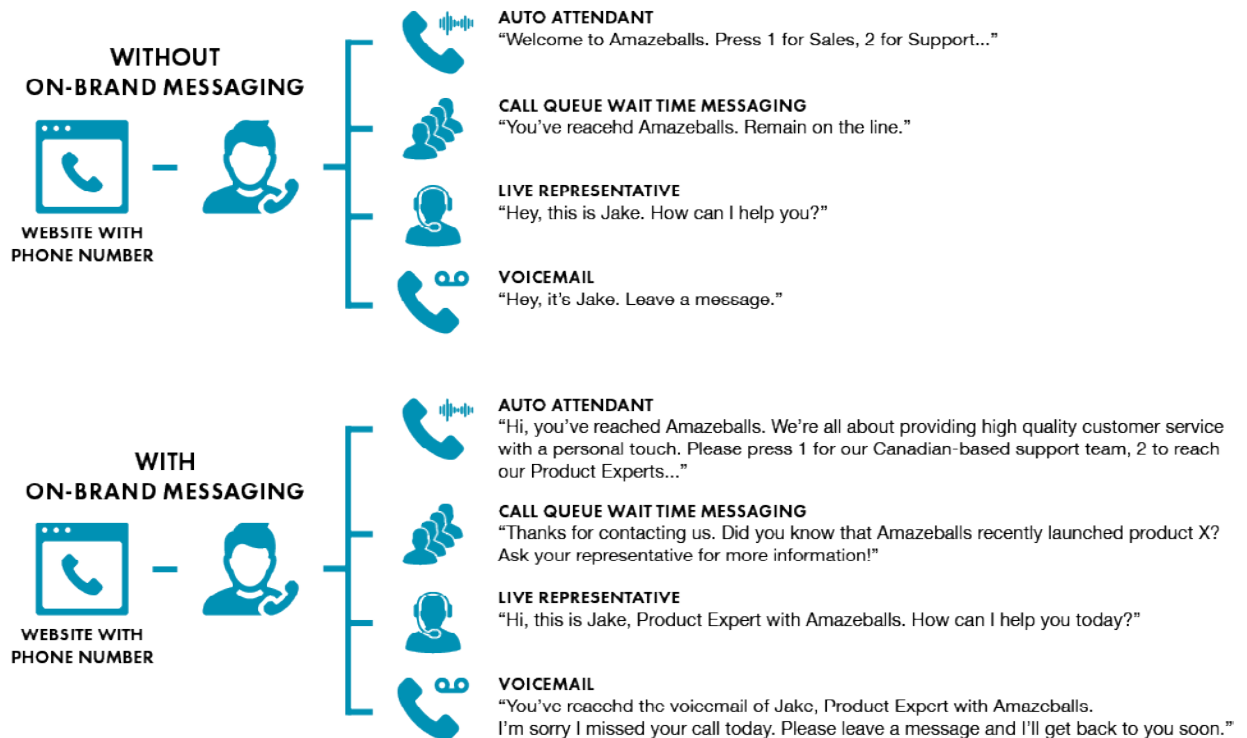 WITHOUT
ON-BRAND MESSAGING
WEBSITE WITH
PHONE NUMBER
AUTO ATTENDANT
“Welcome to Amazeballs. Press 1 for Sales, 2 for Support...”
CALL QUEUE WAIT TIME MESSAGING
“You’ve reacehd Amazeballs. Remain on the line.”
LIVE REPRESENTATIVE
“Hey, this is Jake. How can I help you?”
VOICEMAIL
“Hey, it’s Jake. Leave a message.”
WITH
ON-BRAND MESSAGING
WEBSITE WITH
PHONE NUMBER
AUTO ATTENDANT
“Hi, you’ve reached Amazeballs. We’re all about providing high quality customer service
with a personal touch. Please press 1 for our Canadian-based support team, 2 to reach
our Product Experts...”
CALL QUEUE WAIT TIME MESSAGING
“Thanks for contacting us. Did you know that Amazeballs recently launched product X?
Ask your representative for more information!”
LIVE REPRESENTATIVE
“Hi, this is Jake, Product Expert with Amazeballs. How can I help you today?”
VOICEMAIL
“You’ve reacehd the voicemail of Jake, Product Expert with Amazeballs.
I’m sorry I missed your call today. Please leave a message and I’ll get back to you soon.”